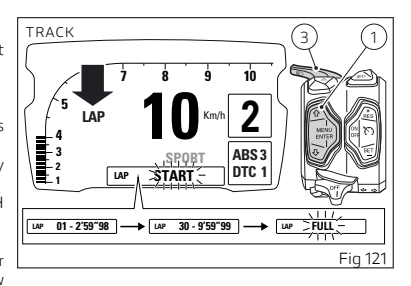 TRACK
3
1
7 8 9 10
5
LAP
10 Km/h 2
4
3
2
1
SPORT
ABS 3
DTC 1
LAP START
MENU
ENTER
RES
ON
OFF
SET
OFF
LAP 01 - 2'59"98
LAP 30 - 9'59"99
LAP FULL
Fig 121